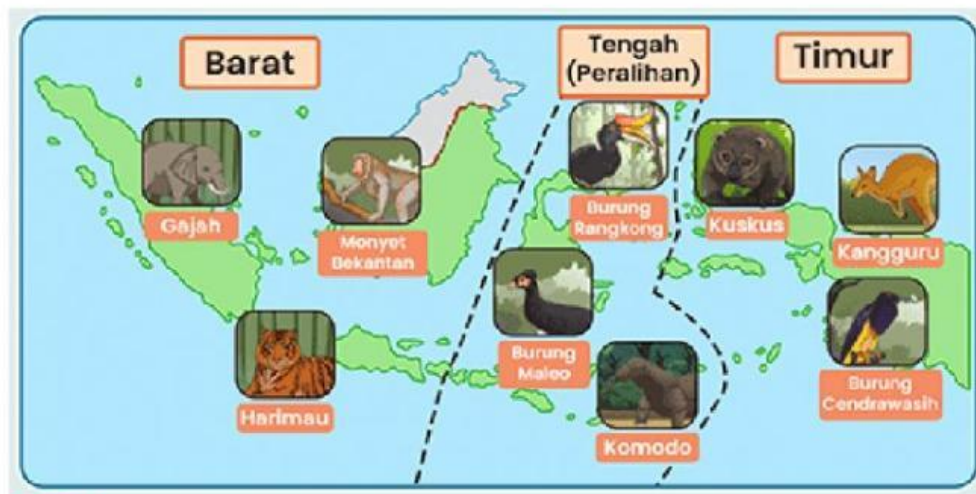 Barat
Tengah
(Peralihan)
Timur
Gajah
Monyet
Bekantan
Burung
Rangkong
Kuskus
Kangguru
Harimau
Burung
Maleo
Komodo
Burung
Cendrawasih